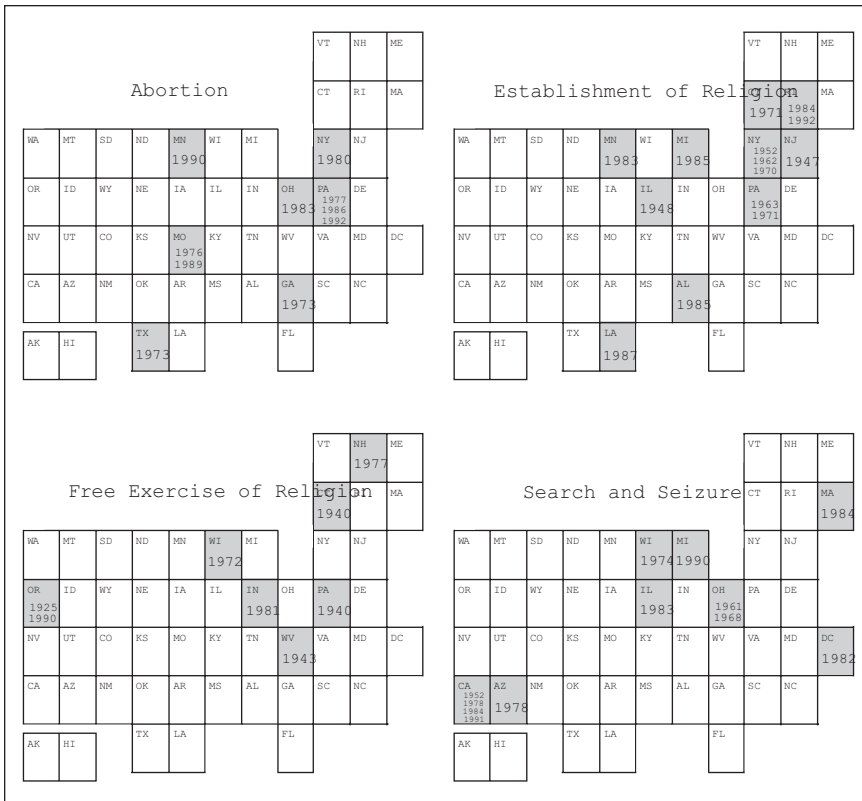 VT NH ME
Abortion
CT RI MA
WA MT SD ND MN WI MI NY NJ
1990 1980
OR ID WY NE IA IL IN OH PA DE
1983 1977
1986
1992
NV UT CO KS MO KY TN WV VA MD DC
1976
1989
CA AZ NM OK AR MS AL GA SC NC
1973
AK HI TX LA FL
1973
VT NH ME
Establishment of Religion
CT RI MA
1971 1984
1992
WA MT SD ND MN WI MI NY NJ
1983 1985 1952 1947
1962
1970
OR ID WY NE IA IL IN OH PA DE
1948 1963
1971
NV UT CO KS MO KY TN WV VA MD DC
CA AZ NM OK AR MS AL GA SC NC
1985
AK HI TX LA FL
1987
VT NH ME
1977
Free Exercise of Religion
CT RI MA
1940
WA MT SD ND MN WI MI NY NJ
1972
OR ID WY NE IA IL IN OH PA DE
1925 1981 1940
1990
NV UT CO KS MO KY TN WV VA MD DC
1943
CA AZ NM OK AR MS AL GA SC NC
AK HI TX LA FL
VT NH ME
Search and Seizure
CT RI MA
1984
WA MT SD ND MN WI MI NY NJ
1974 1990
OR ID WY NE IA IL IN OH PA DE
1983 1961
1968
NV UT CO KS MO KY TN WV VA MD DC
1982
CA AZ NM OK AR MS AL GA SC NC
1952 1978
1978
1984
1991
AK HI TX LA FL